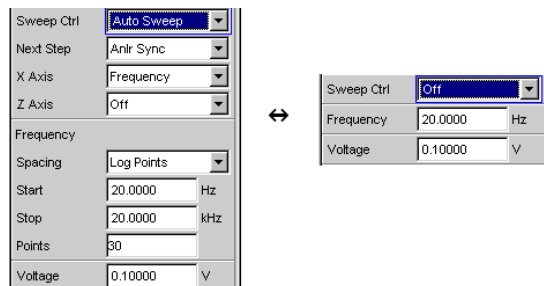 Sweep Ctrl Auto Sweep
Next Step Anlr Sync
X Axis Frequency
Z Axis Off
Frequency
Spacing Log Points
Start 20.0000 Hz
Stop 20.0000 kHz
Points 30
Voltage 0.10000 V
↔
Sweep Ctrl Off
Frequency 20.0000 Hz
Voltage 0.10000 V